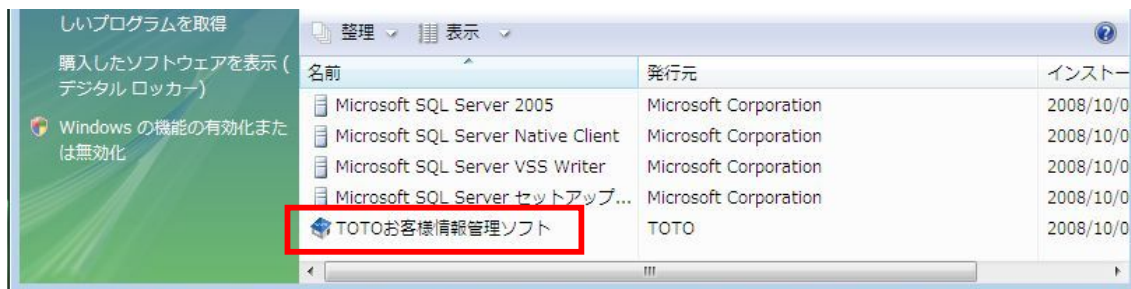 しいプログラムを取得
購入したソフトウェアを表示 (
デジタル ロッカー)
Windows の機能の有効化また
は無効化
整理 表示
名前 発行元 インストー
Microsoft SQL Server 2005 Microsoft Corporation 2008/10/0
Microsoft SQL Server Native Client Microsoft Corporation 2008/10/0
Microsoft SQL Server VSS Writer Microsoft Corporation 2008/10/0
Microsoft SQL Server セットアップ... Microsoft Corporation 2008/10/0
TOTOお客様情報管理ソフト TOTO 2008/10/0